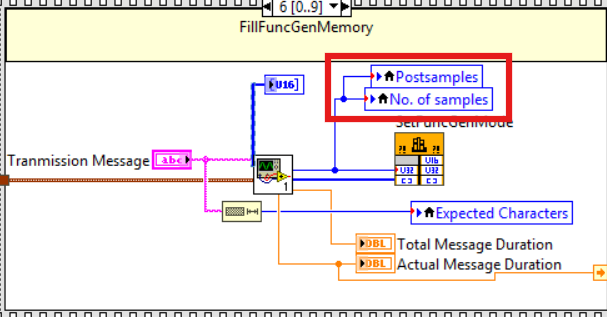 6 [0..9]
FillFuncGenMemory
U16]
Postsamples
No. of samples
SetFuncGenMode
Tranmission Message
abc
U16
U32 U32
1
Expected Characters
DBL Total Message Duration
DBL Actual Message Duration